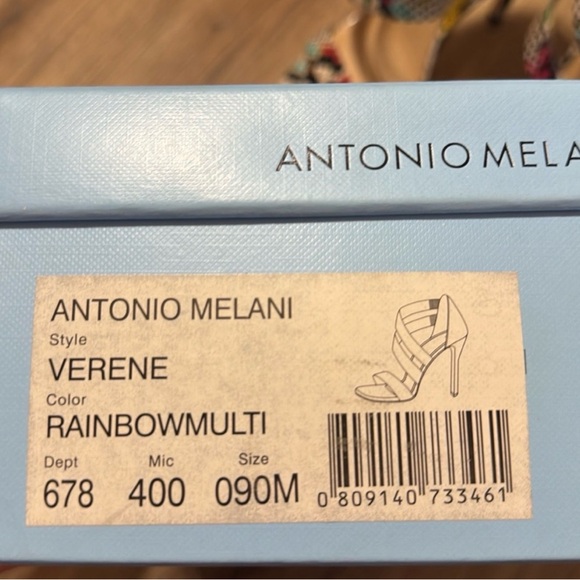 ANTONIO MELA
ANTONIO MELANI
Style
VERENE
Color
RAINBOWMULTI
Dept Mic Size
678 400 090M
0 809140 733461